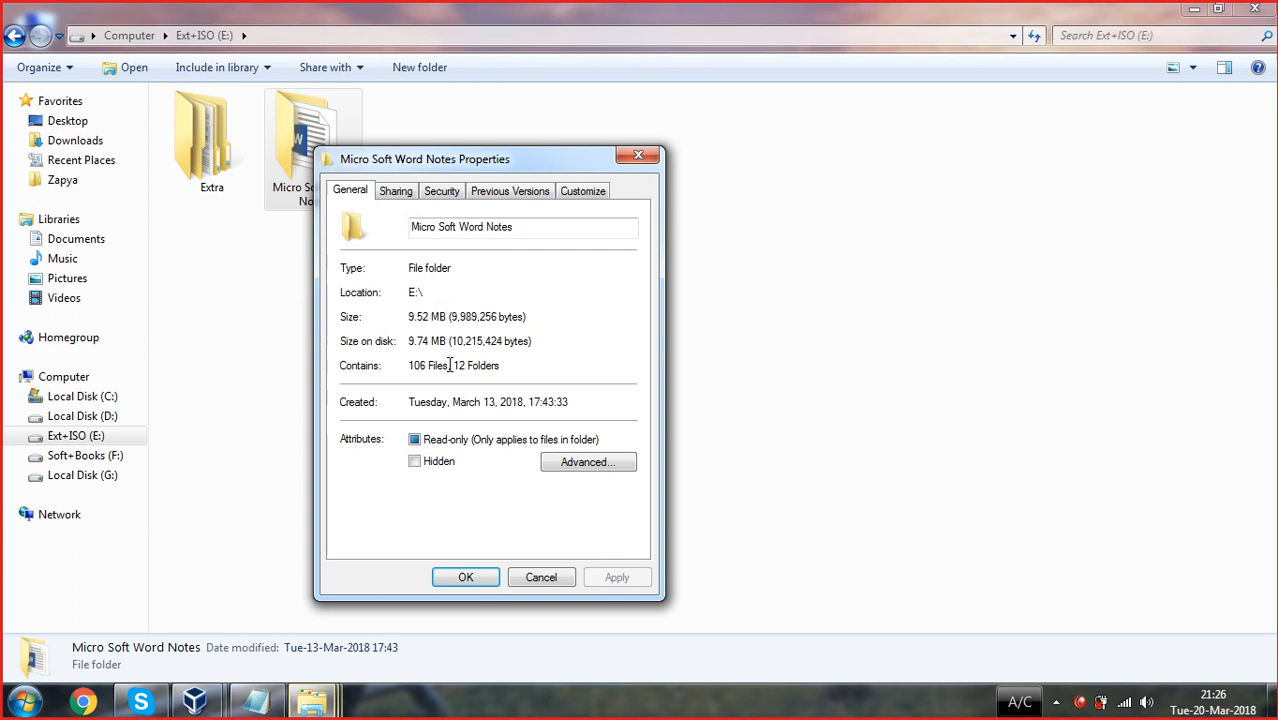 Computer Ext+ISO (E:) Search Ext+ISO (E:)
Organize Open Include in library Share with New folder
Favorites
Desktop
Downloads
Recent Places
Zapya
Libraries
Documents
Music
Pictures
Videos
Homegroup
Computer
Local Disk (C:)
Local Disk (D:)
Ext+ISO (E:)
Soft+Books (F:)
Local Disk (G:)
Network
Extra
Micro Soft Word Notes Properties
General Sharing Security Previous Versions Customize
Micro Soft Word Notes
Type: File folder
Location: E:\
Size: 9.52 MB (9,989,256 bytes)
Size on disk: 9.74 MB (10,215,424 bytes)
Contains: 106 Files, 12 Folders
Created: Tuesday, March 13, 2018, 17:43:33
Attributes: Read-only (Only applies to files in folder)
Hidden Advanced...
OK Cancel Apply
Micro Soft Word Notes Date modified: Tue-13-Mar-2018 17:43
File folder
A/C 21:26
Tue-20-Mar-2018